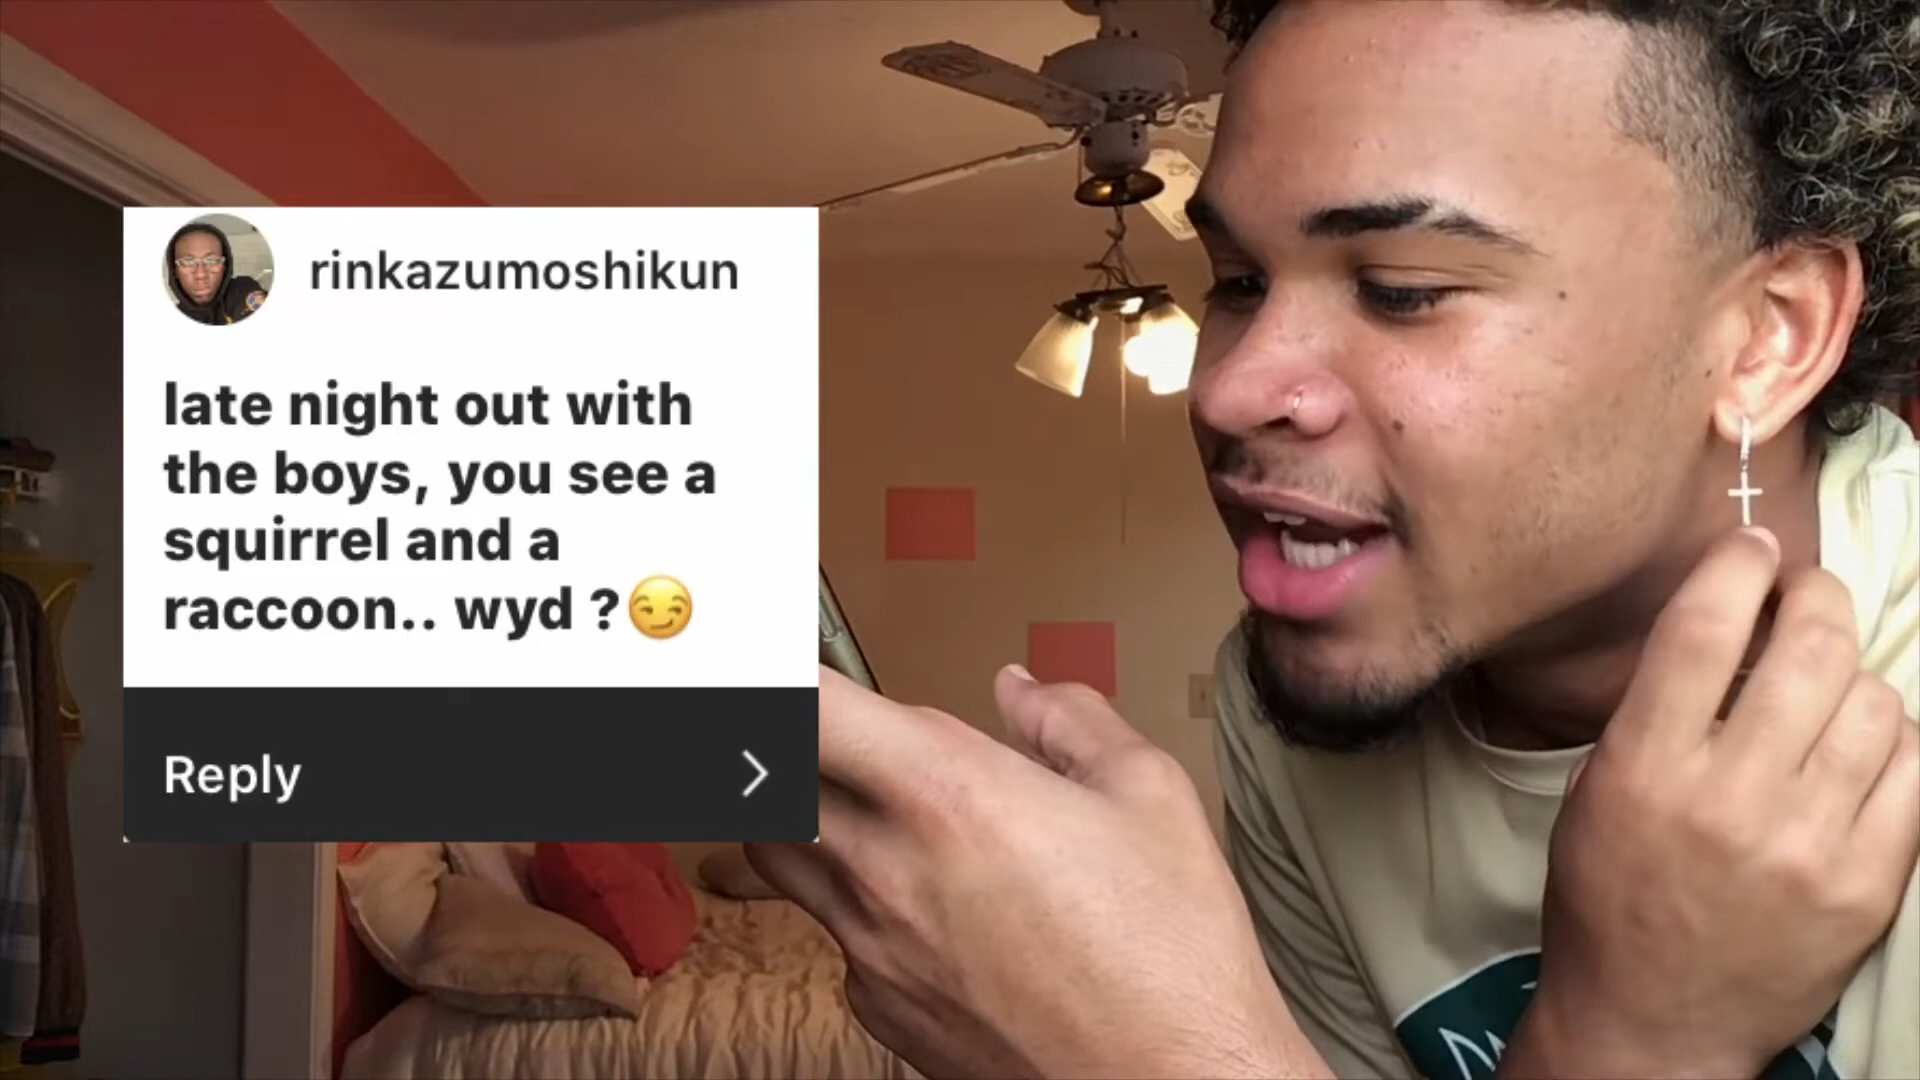 rinkazumoshikun
late night out with
the boys, you see a
squirrel and a
raccoon.. wyd ?😏
Reply